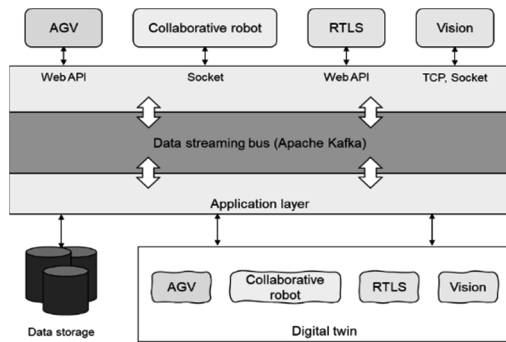 AGV
Collaborative robot
RTLS
Vision
Web API
Socket
Web API
TCP, Socket
Data streaming bus (Apache Kafka)
Application layer
AGV
Collaborative
robot
RTLS
Vision
Data storage
Digital twin